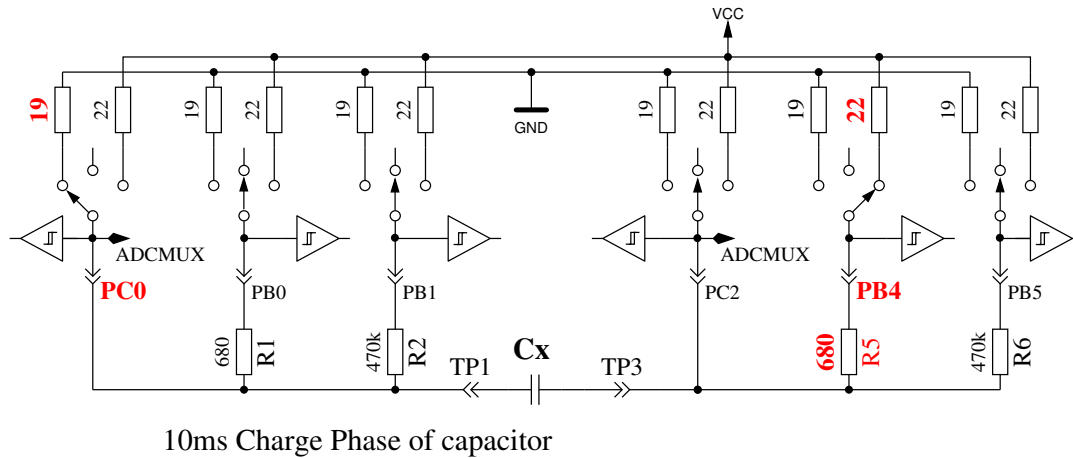 VCC
19
22
19
22
19
22
GND
19
22
19
22
19
22
ADCMUX
ADCMUX
PC0
PB0
PB1
PC2
PB4
PB5
680
R1
470k
R2
TP1
Cx
TP3
680
R5
470k
R6
10ms Charge Phase of capacitor